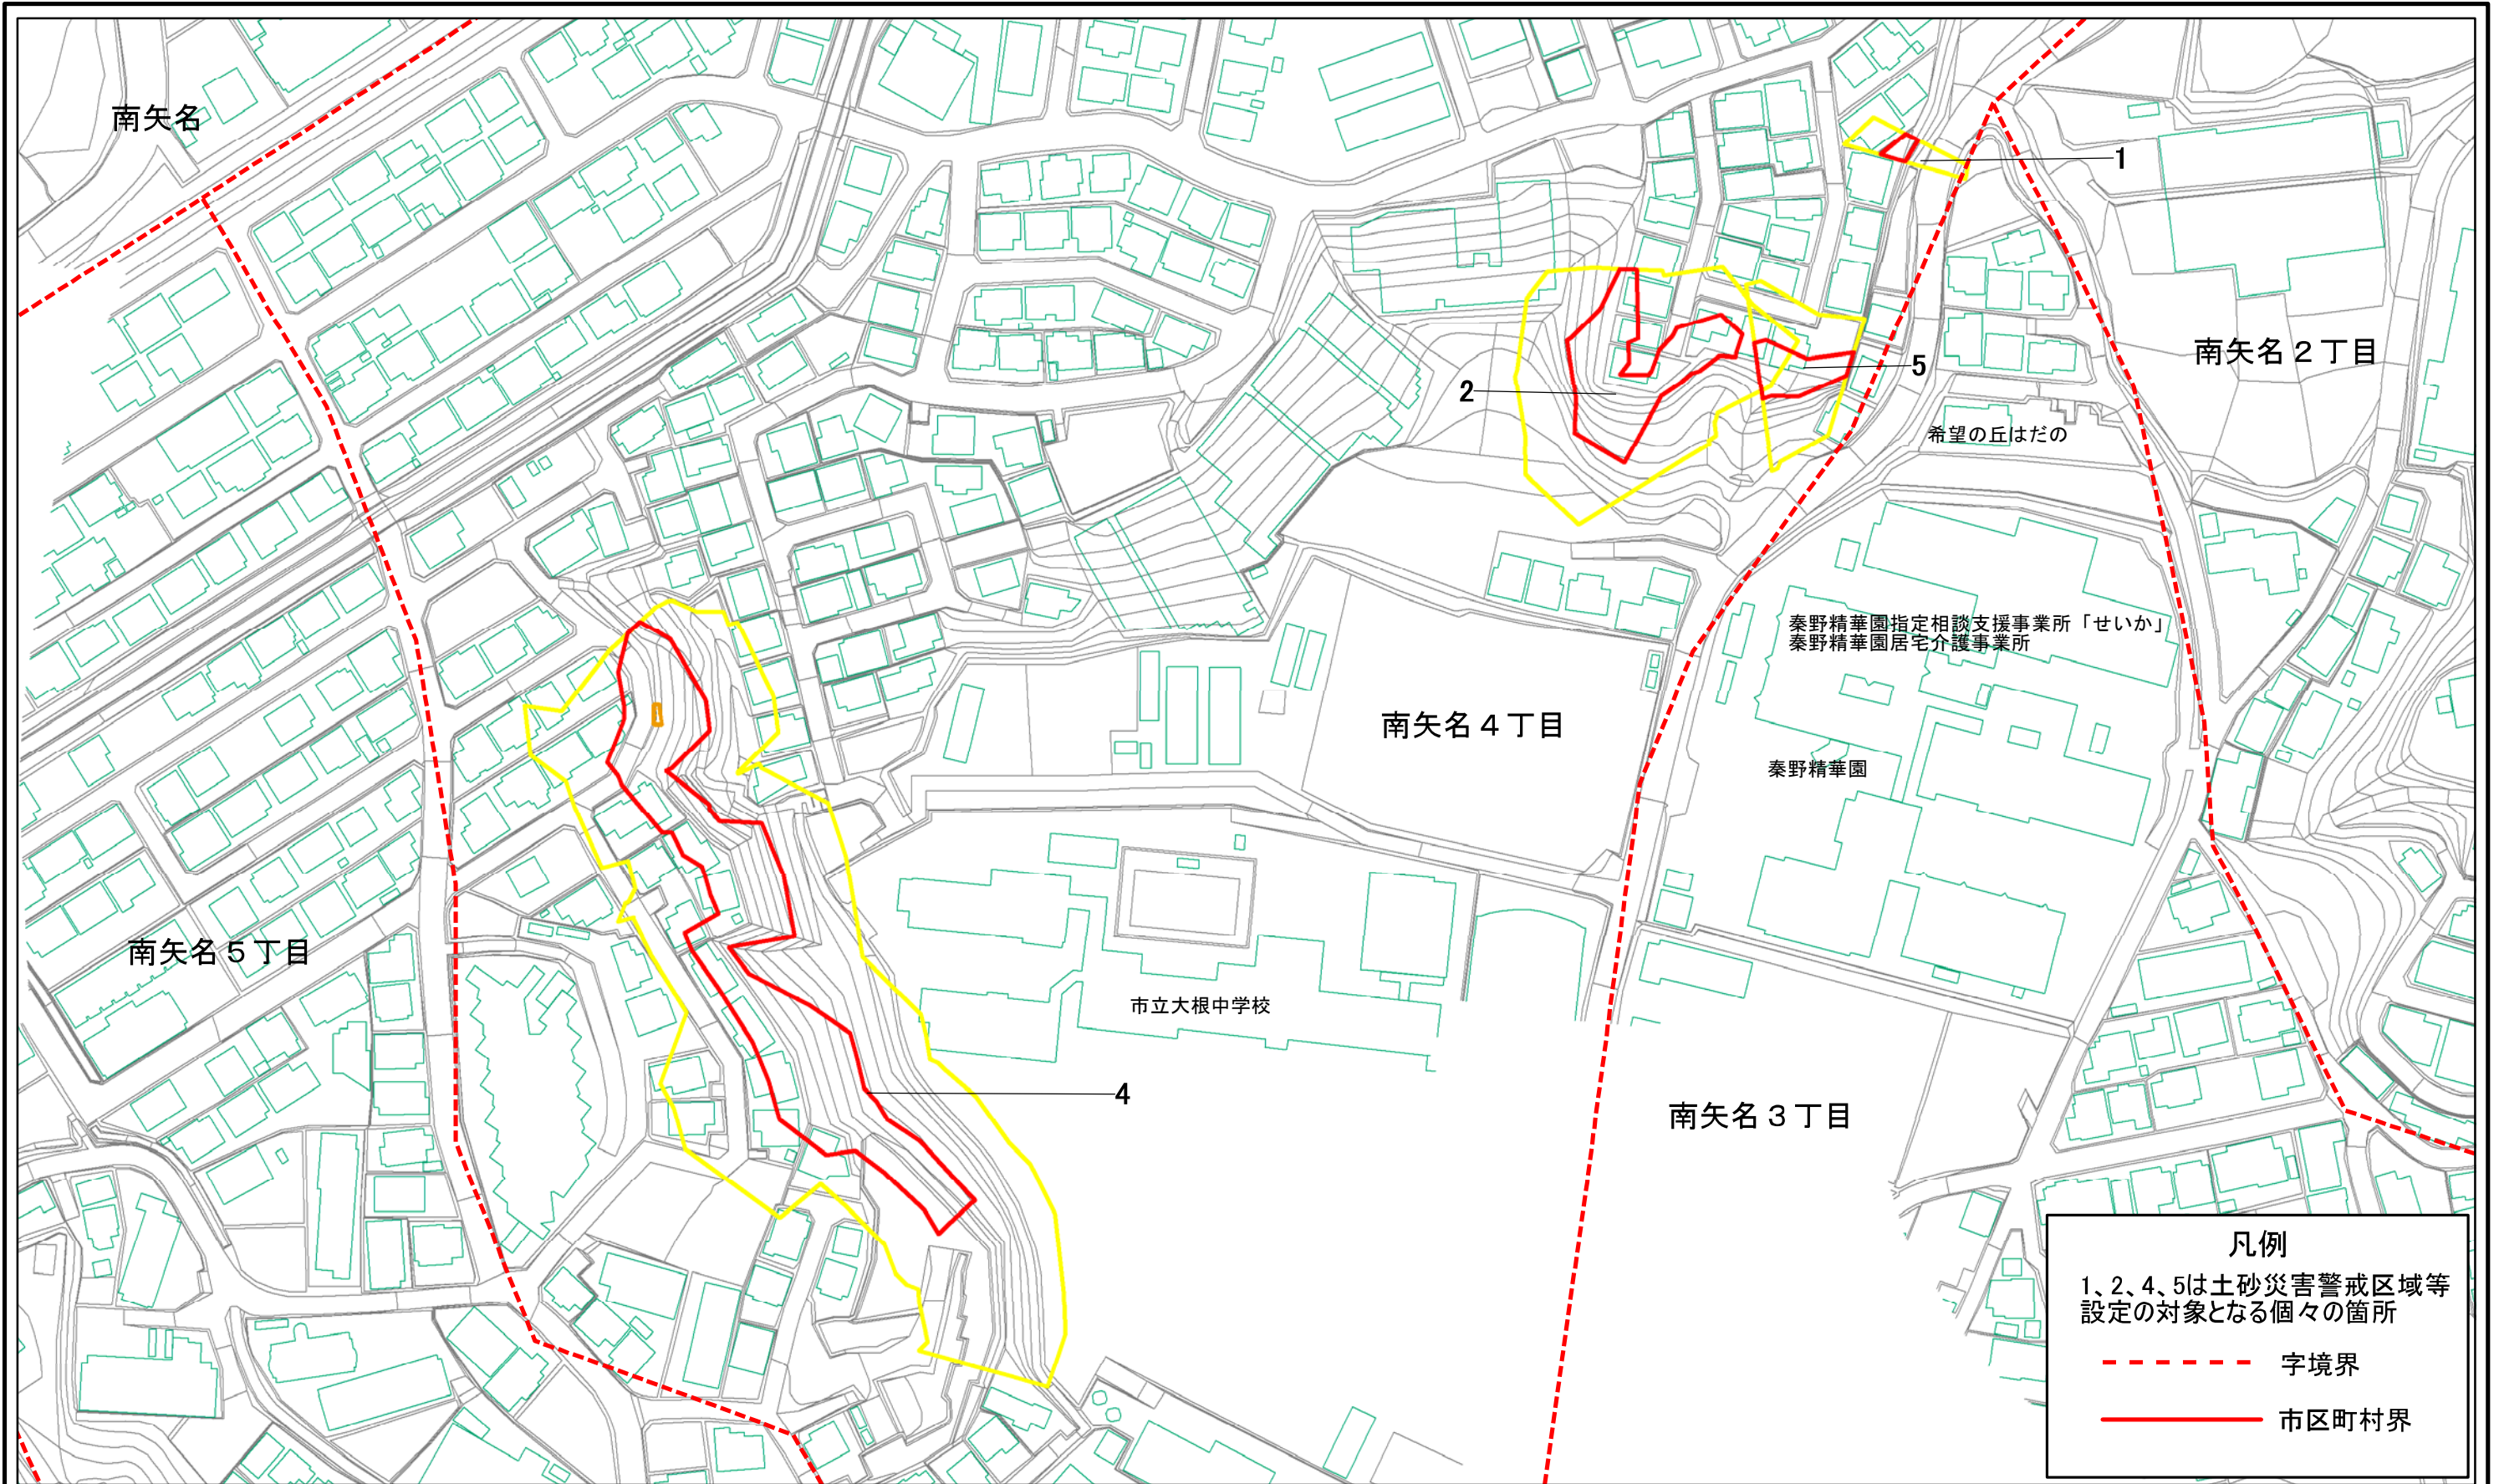 南矢名
1
南矢名２丁目
5
2
希望の丘はだの
秦野精華園指定相談支援事業所「せいか」
秦野精華園居宅介護事業所
南矢名４丁目
秦野精華園
南矢名５丁目
市立大根中学校
4
南矢名３丁目
凡例
1、2、4、5は土砂災害警戒区域等
設定の対象となる個々の箇所
字境界
市区町村界